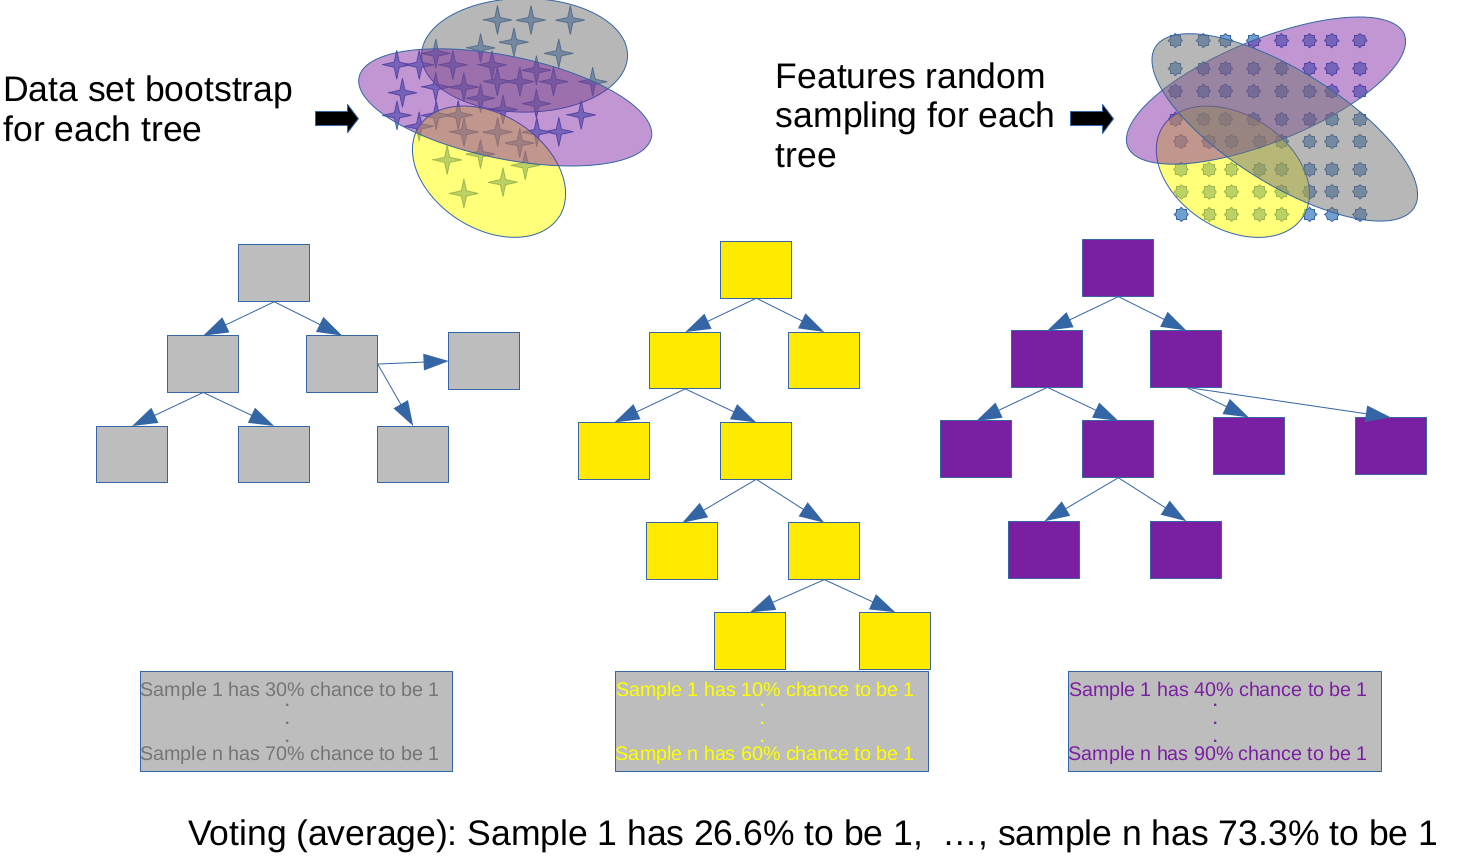 Data set bootstrap
for each tree
Features random
sampling for each
tree
Sample 1 has 30% chance to be 1
.
.
.
Sample n has 70% chance to be 1
Sample 1 has 10% chance to be 1
.
.
.
Sample n has 60% chance to be 1
Sample 1 has 40% chance to be 1
.
.
.
Sample n has 90% chance to be 1
Voting (average): Sample 1 has 26.6% to be 1,  …, sample n has 73.3% to be 1